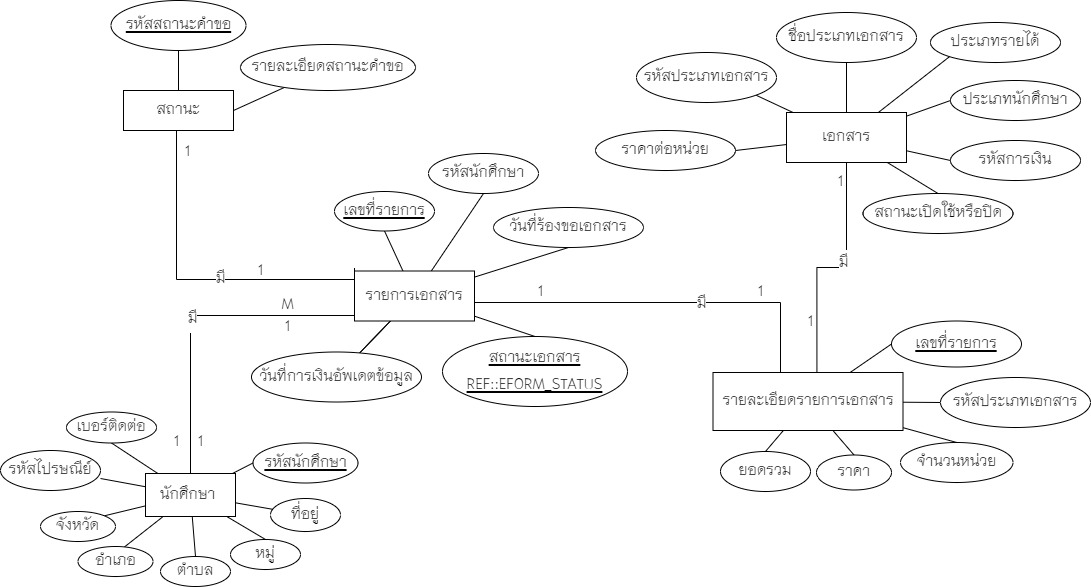 รหัสสถานะคำขอ
รายละเอียดสถานะคำขอ
สถานะ
1
ชื่อประเภทเอกสาร
ประเภทรายได้
รหัสประเภทเอกสาร
ประเภทนักศึกษา
เอกสาร
ราคาต่อหน่วย
รหัสการเงิน
สถานะเปิดใช้หรือปิด
1
มี
1
รหัสนักศึกษา
เลขที่รายการ
วันที่ร้องขอเอกสาร
มี
1
รายการเอกสาร
1
มี
1
M
มี
1
วันที่การเงินอัพเดตข้อมูล
สถานะเอกสาร
REF::EFORM_STATUS
เลขที่รายการ
รายละเอียดรายการเอกสาร
รหัสประเภทเอกสาร
ยอดรวม
ราคา
จำนวนหน่วย
เบอร์ติดต่อ
1
1
รหัสไปรษณีย์
รหัสนักศึกษา
นักศึกษา
จังหวัด
ที่อยู่
อำเภอ
ตำบล
หมู่